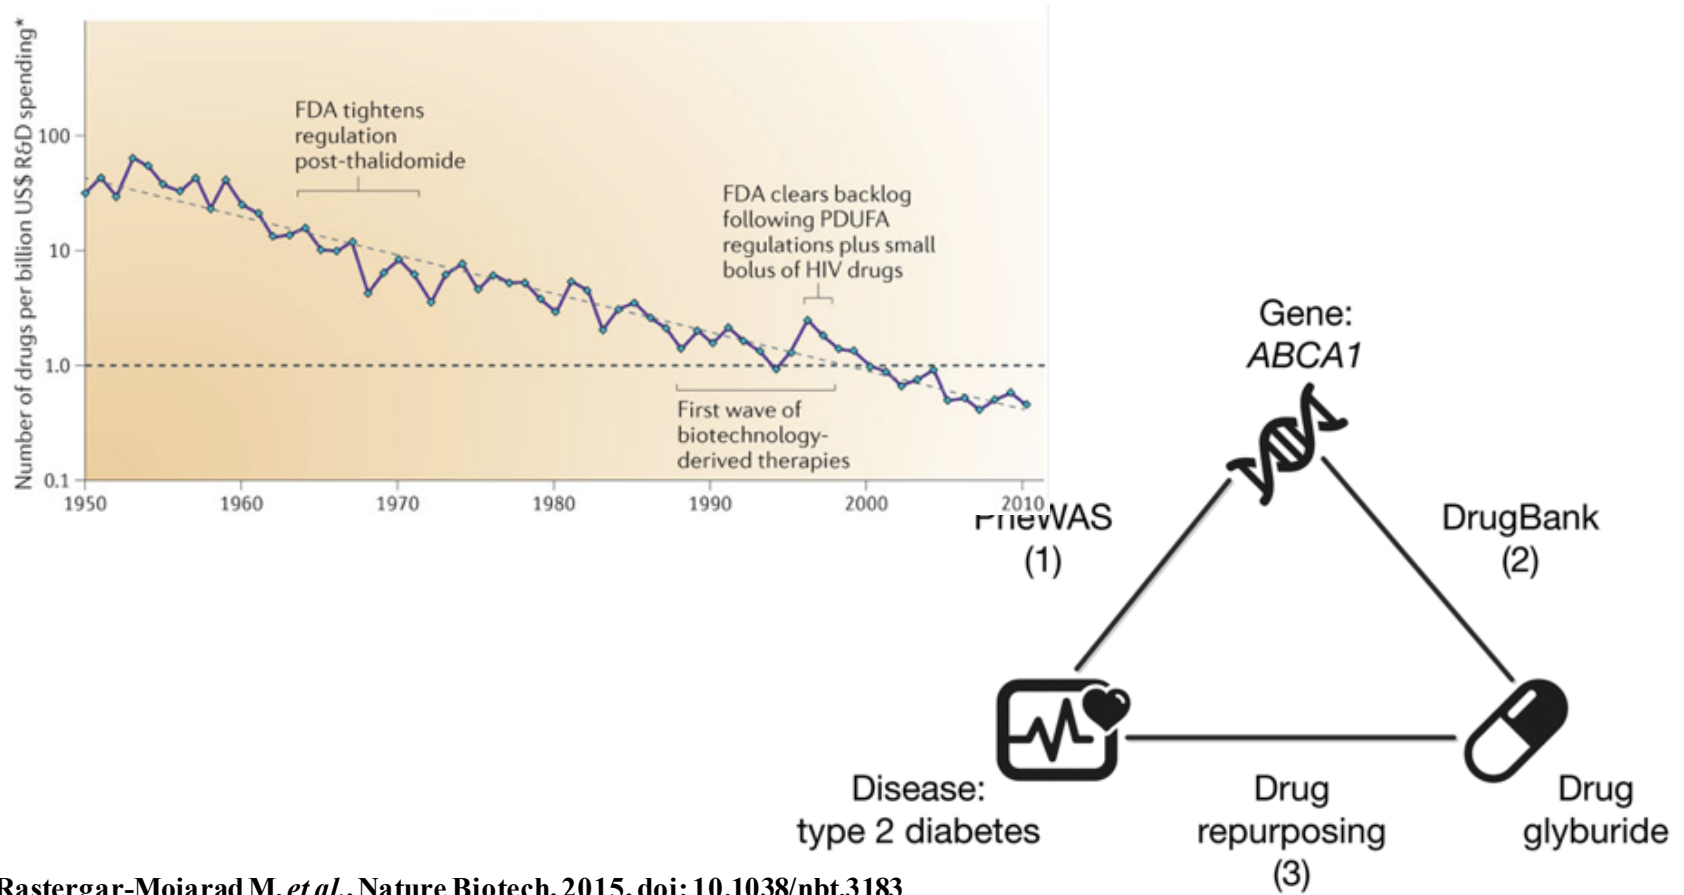 Number of drugs per billion US$ R&D spending*
100
10
1.0
0.1
1950 1960 1970 1980 1990 2000 2010
FDA tightens
regulation
post-thalidomide
FDA clears backlog
following PDUFA
regulations plus small
bolus of HIV drugs
First wave of
biotechnology-
derived therapies
Gene:
ABCA1
PheWAS
(1)
DrugBank
(2)
Disease:
type 2 diabetes
Drug
repurposing
(3)
Drug
glyburide
Rastergar-Mojarad M, et al., Nature Biotech, 2015, doi: 10.1038/nbt.3183